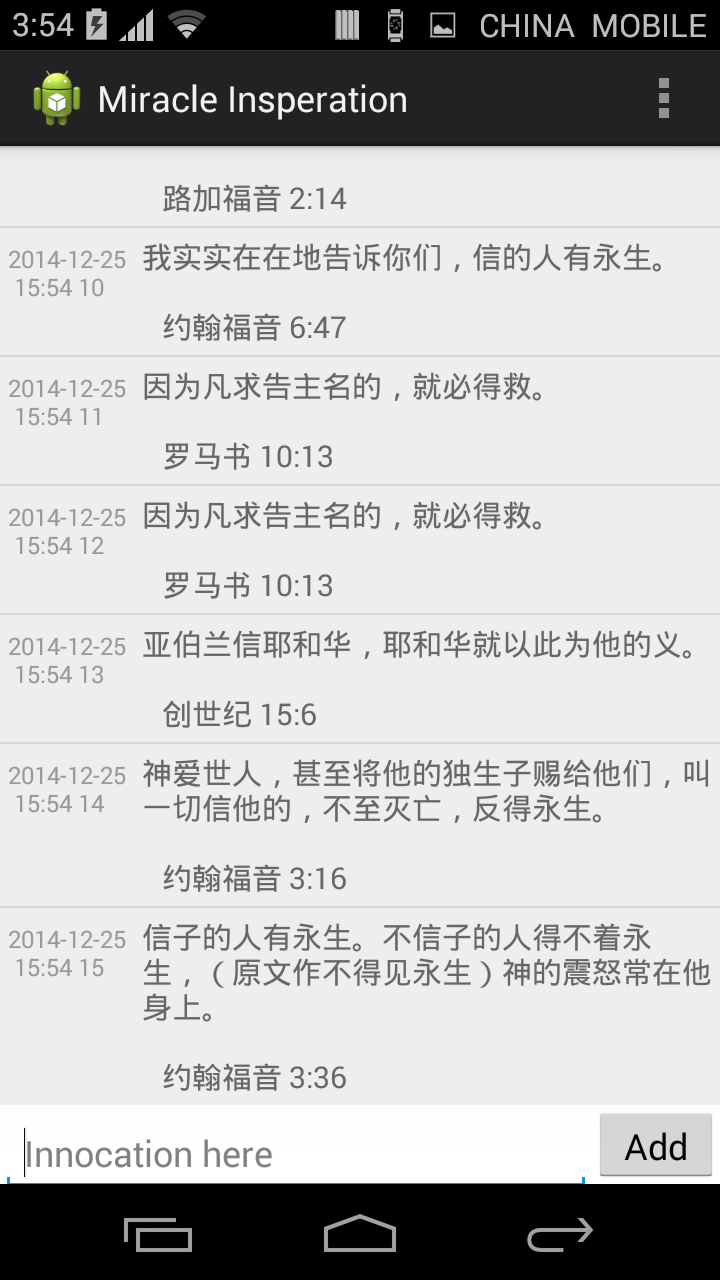 3:54 CHINA MOBILE
Miracle Insperation
路加福音 2:14
2014-12-25 我实实在在地告诉你们，信的人有永生。
15:54 10
约翰福音 6:47
2014-12-25 因为凡求告主名的，就必得救。
15:54 11
罗马书 10:13
2014-12-25 因为凡求告主名的，就必得救。
15:54 12
罗马书 10:13
2014-12-25 亚伯兰信耶和华，耶和华就以此为他的义。
15:54 13
创世纪 15:6
2014-12-25 神爱世人，甚至将他的独生子赐给他们，叫
15:54 14 一切信他的，不至灭亡，反得永生。
约翰福音 3:16
2014-12-25 信子的人有永生。不信子的人得不着永
15:54 15 生，（原文作不得见永生）神的震怒常在他
身上。
约翰福音 3:36
Innocation here Add